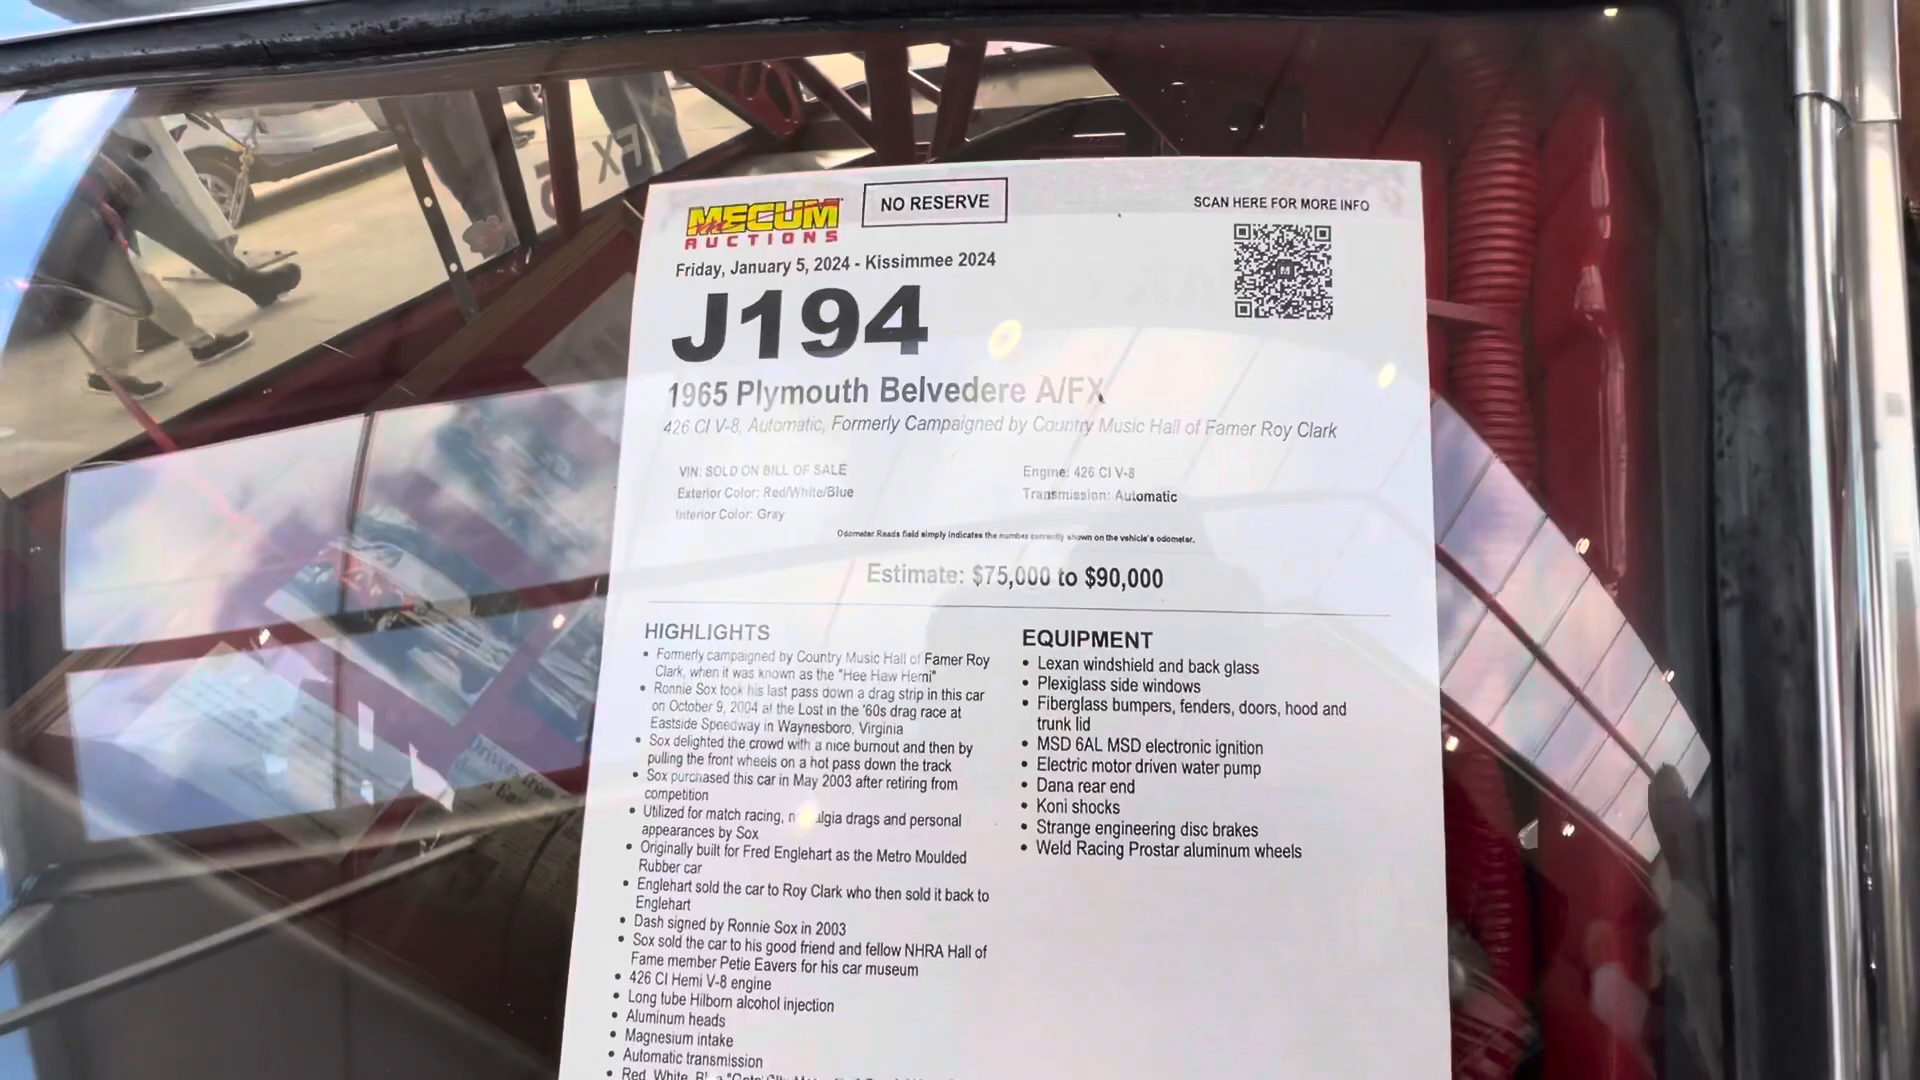 MECUM
AUCTIONS
NO RESERVE
SCAN HERE FOR MORE INFO
Friday, January 5, 2024 - Kissimmee 2024
J194
1965 Plymouth Belvedere A/FX
426 CI V-8, Automatic, Formerly Campaigned by Country Music Hall of Famer Roy Clark
VIN: SOLD ON BILL OF SALE
Exterior Color: Red/White/Blue
Interior Color: Gray
Engine: 426 CI V-8
Transmission: Automatic
Odometer Reads field simply indicates the number currently shown on the vehicle's odometer.
Estimate: $75,000 to $90,000
HIGHLIGHTS
• Formerly campaigned by Country Music Hall of Famer Roy
Clark, when it was known as the "Hee Haw Hemi"
• Ronnie Sox took his last pass down a drag strip in this car
on October 9, 2004 at the Lost in the '60s drag race at
Eastside Speedway in Waynesboro, Virginia
• Sox delighted the crowd with a nice burnout and then by
pulling the front wheels on a hot pass down the track
• Sox purchased this car in May 2003 after retiring from
competition
• Utilized for match racing, nostalgia drags and personal
appearances by Sox
• Originally built for Fred Englehart as the Metro Moulded
Rubber car
• Englehart sold the car to Roy Clark who then sold it back to
Englehart
• Dash signed by Ronnie Sox in 2003
• Sox sold the car to his good friend and fellow NHRA Hall of
Fame member Petie Eavers for his car museum
• 426 CI Hemi V-8 engine
• Long tube Hilborn alcohol injection
• Aluminum heads
• Magnesium intake
• Automatic transmission
• Red, White,
EQUIPMENT
• Lexan windshield and back glass
• Plexiglass side windows
• Fiberglass bumpers, fenders, doors, hood and
trunk lid
• MSD 6AL MSD electronic ignition
• Electric motor driven water pump
• Dana rear end
• Koni shocks
• Strange engineering disc brakes
• Weld Racing Prostar aluminum wheels